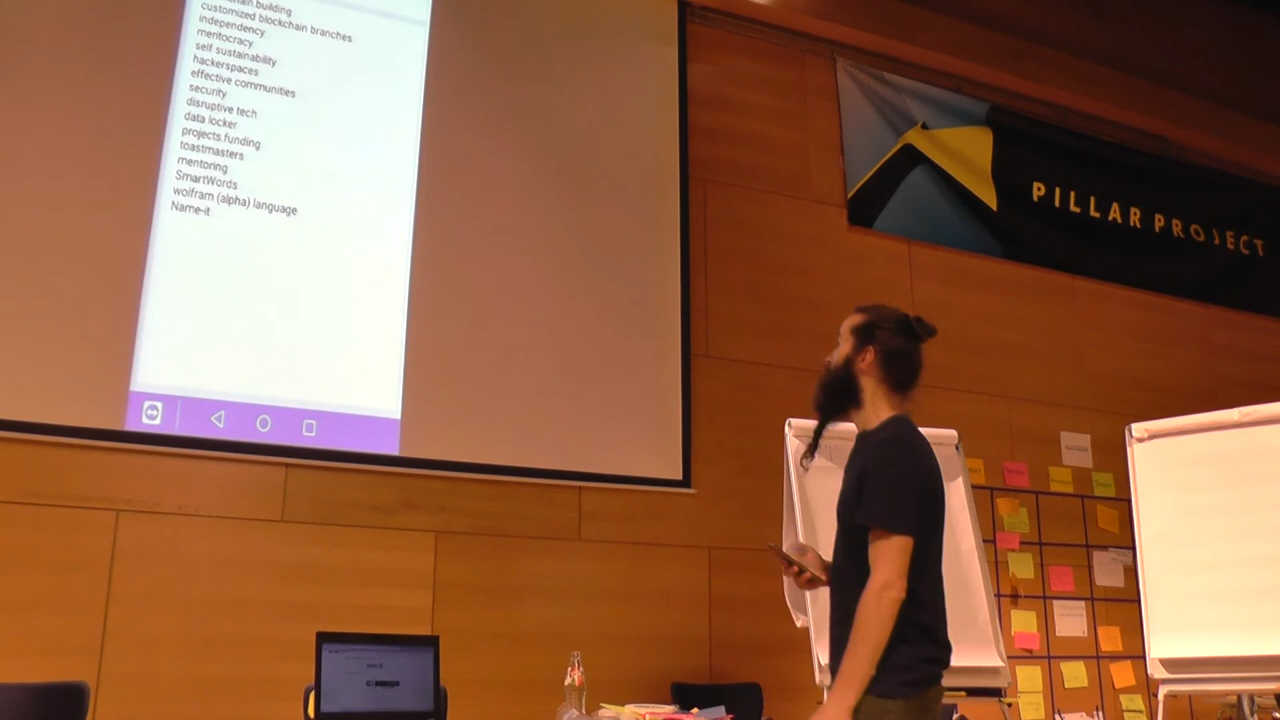 customized blockchain branches
independency
meritocracy
self sustainability
hackerspaces
effective communities
security
disruptive tech
data locker
projects.funding
toastmasters
mentoring
SmartWords
wolfram (alpha) language
Name-it
PILLAR PROJECT